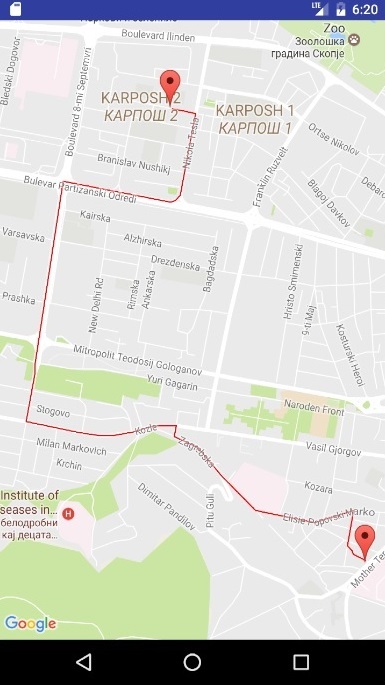 LTE 6:20
Boulevard Ilinden
Zoo
Зоолошка
градина Скопје
Bledski Dogovor
Boulevard 8-mi Septemvri
KARPOSH 2
КАРПОШ 2
KARPOSH 1
КАРПОШ 1
Nikola Tesla
Ortse Nikolov
Branislav Nushikj
Franklin Ruzvelt
Blagoj Davkov
Debar
Bulevar Partizanski Odredi
Kairska
Varsavska
Alzhirska
Drezdenska
Bagdadska
Hristo Smirnenski
New Delhi Rd
Rimska
Ankarska
9-ti Maj
Prashka
Kosturski Heroi
Mitropolit Teodosij Gologanov
Yuri Gagarin
Stogovo
Naroden Front
Kozle
Milan Markovich
Zagrebska
Vasil Gjorgov
Krchin
Kozara
Institute of
seases in...
белодробни
кај децата...
H
Dimitar Pandilov
Pitu Guli
Elisie Popovski Marko
Mother Ter
Google